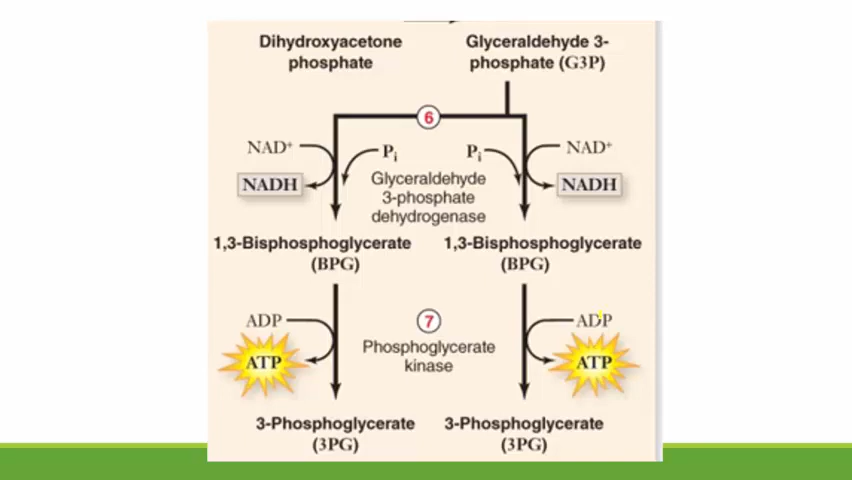 Dihydroxyacetone
phosphate
Glyceraldehyde 3-
phosphate (G3P)
6
NAD⁺
NADH
Pᵢ
Pᵢ
NAD⁺
NADH
Glyceraldehyde
3-phosphate
dehydrogenase
1,3-Bisphosphoglycerate
(BPG)
1,3-Bisphosphoglycerate
(BPG)
ADP
ATP
7
Phosphoglycerate
kinase
ADP
ATP
3-Phosphoglycerate
(3PG)
3-Phosphoglycerate
(3PG)